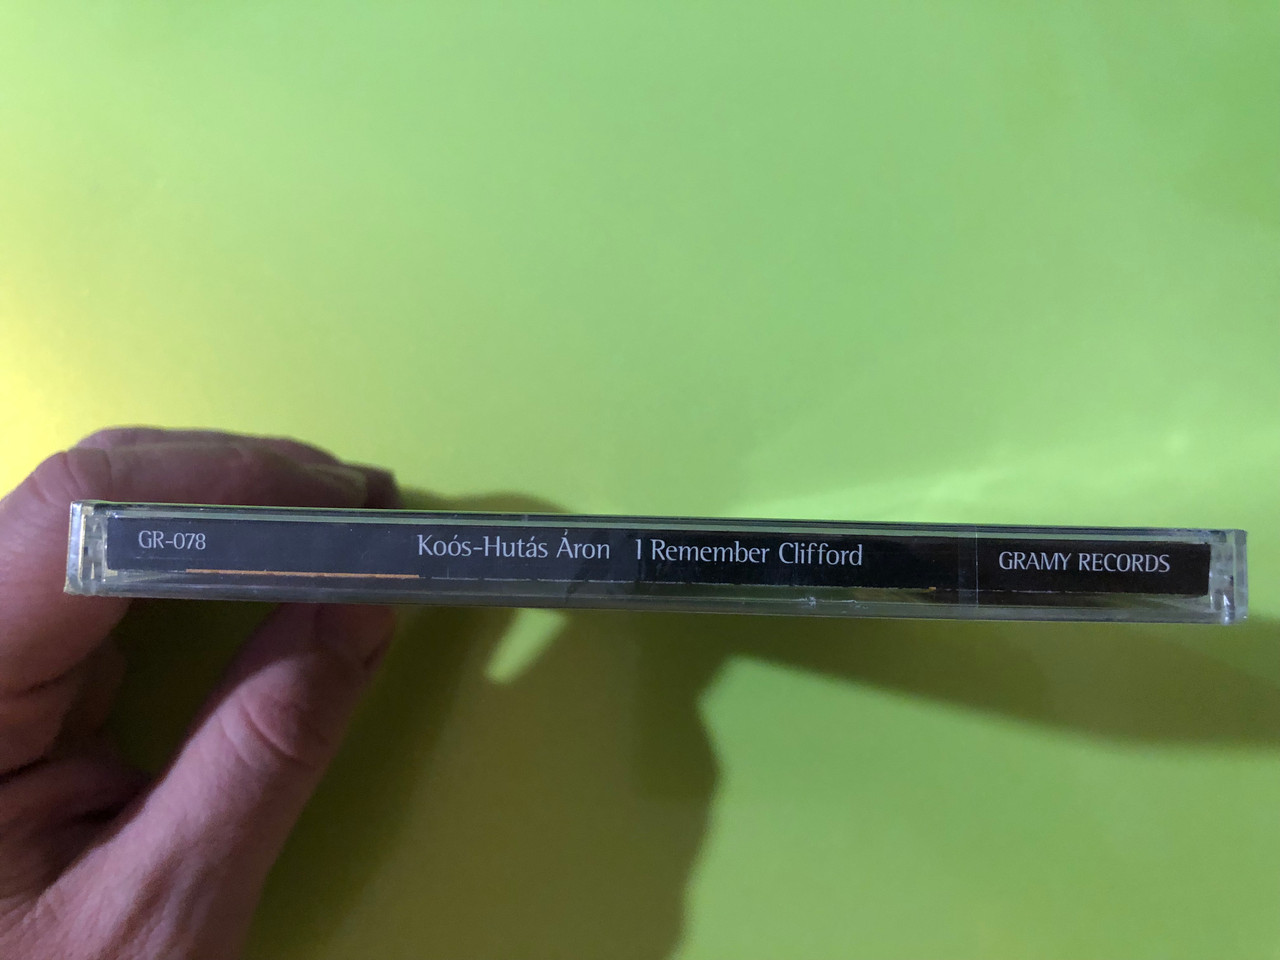 GR-078 Koós-Hutás Áron I Remember Clifford GRAMY RECORDS